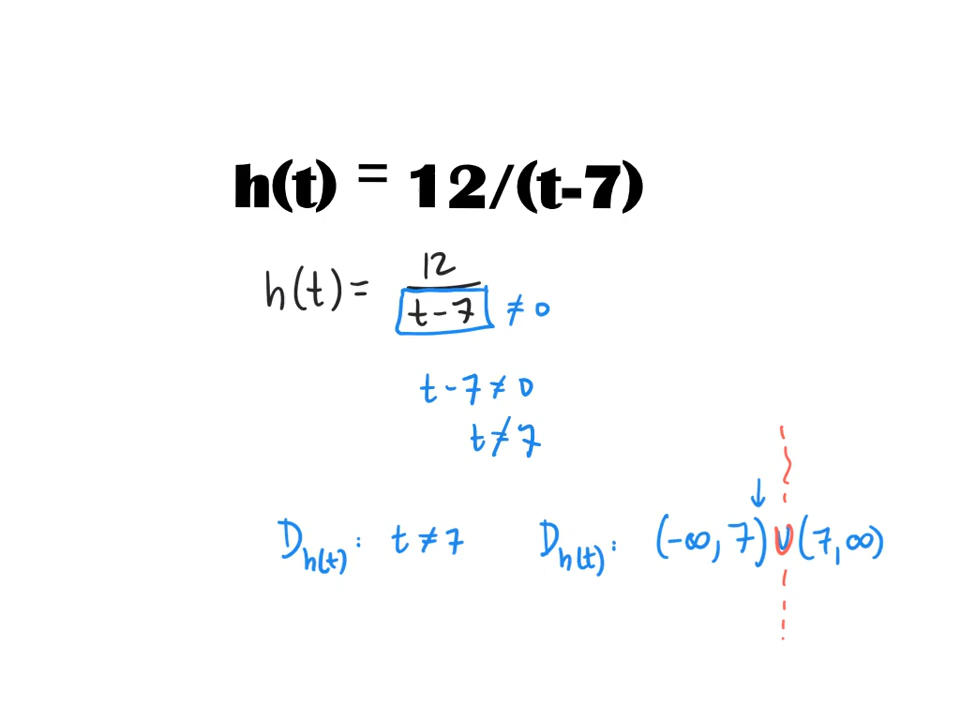 h(t) = 12/(t-7)
h(t) = 12
t - 7 ≠ 0
t - 7 ≠ 0
t ≠ 7
D h(t) : t ≠ 7 D h(t) : (-∞, 7) ∪ (7, ∞)